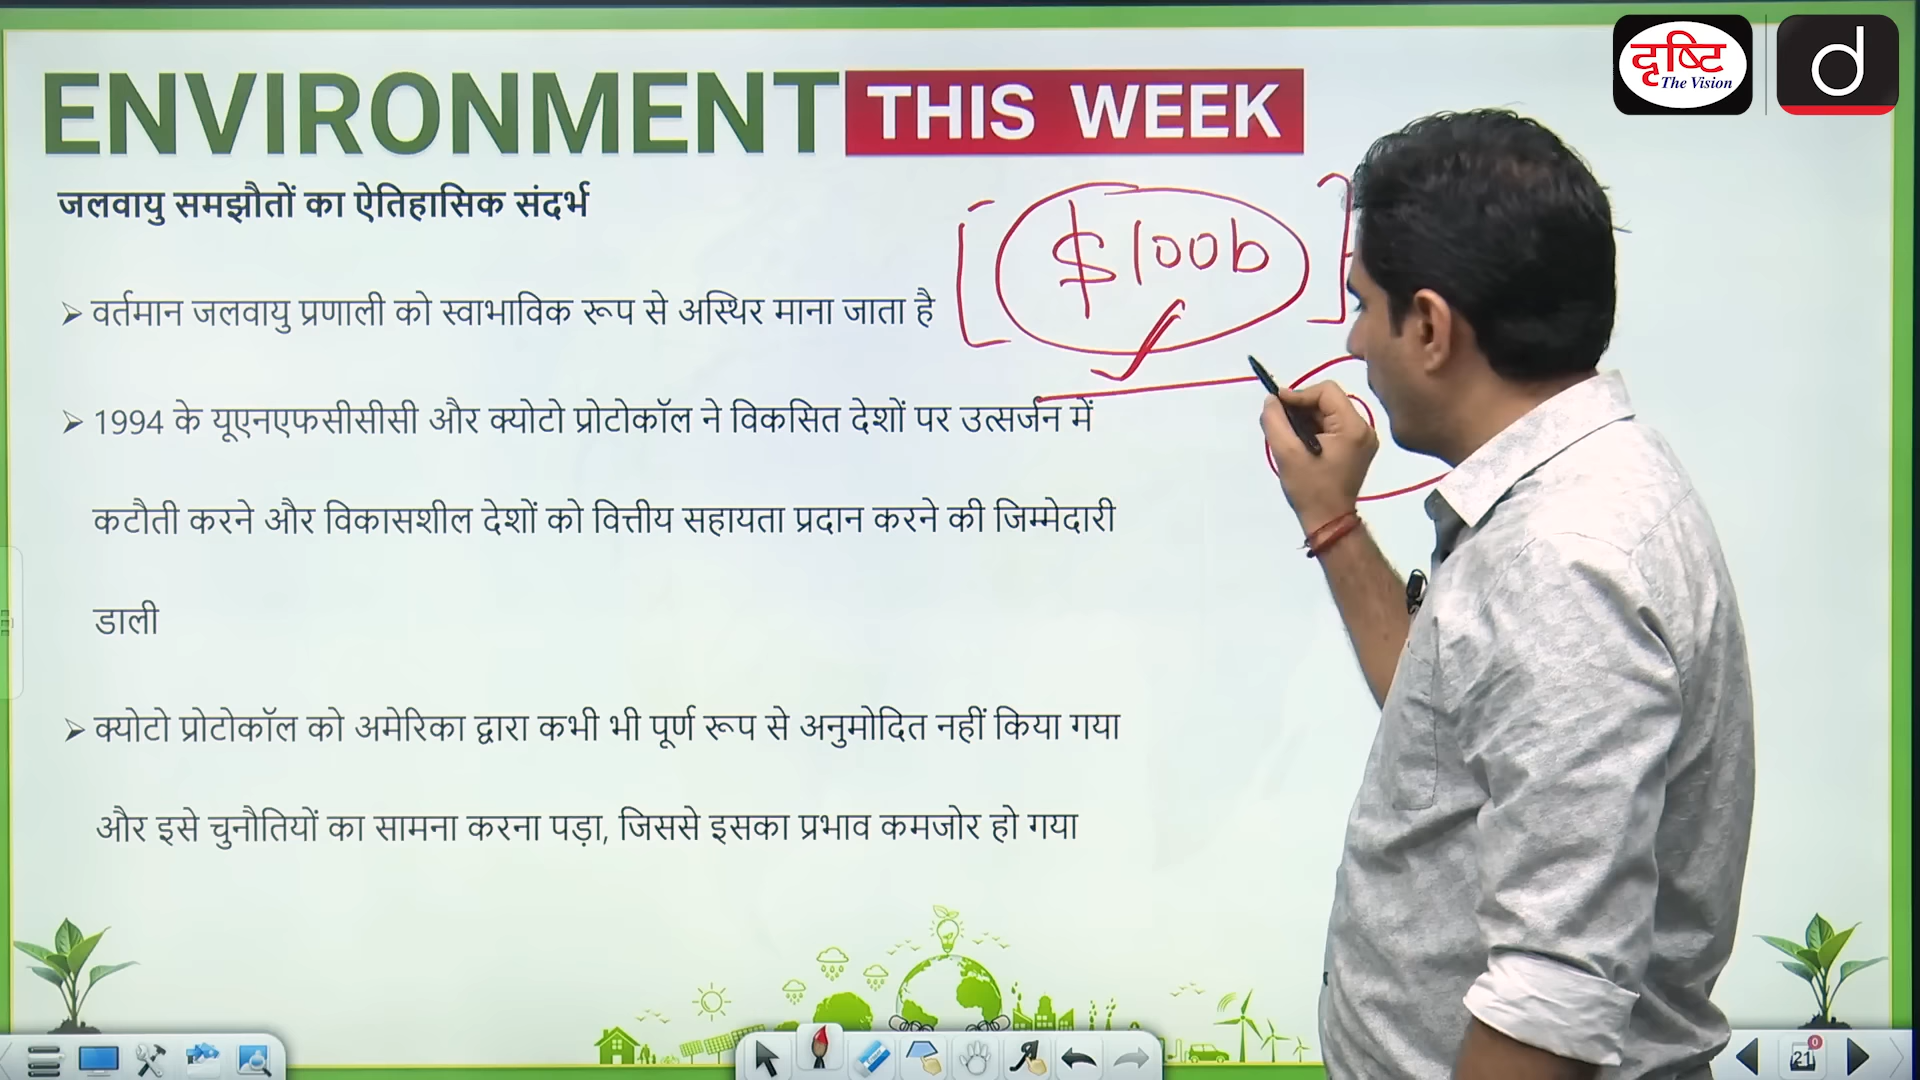 दृष्टि
The Vision
d
ENVIRONMENT THIS WEEK
जलवायु समझौतों का ऐतिहासिक संदर्भ
$100b
➢ वर्तमान जलवायु प्रणाली को स्वाभाविक रूप से अस्थिर माना जाता है
➢ 1994 के यूएनएफसीसीसी और क्योटो प्रोटोकॉल ने विकसित देशों पर उत्सर्जन में
कटौती करने और विकासशील देशों को वित्तीय सहायता प्रदान करने की जिम्मेदारी
डाली
➢ क्योटो प्रोटोकॉल को अमेरिका द्वारा कभी भी पूर्ण रूप से अनुमोदित नहीं किया गया
और इसे चुनौतियों का सामना करना पड़ा, जिससे इसका प्रभाव कमजोर हो गया
21
0